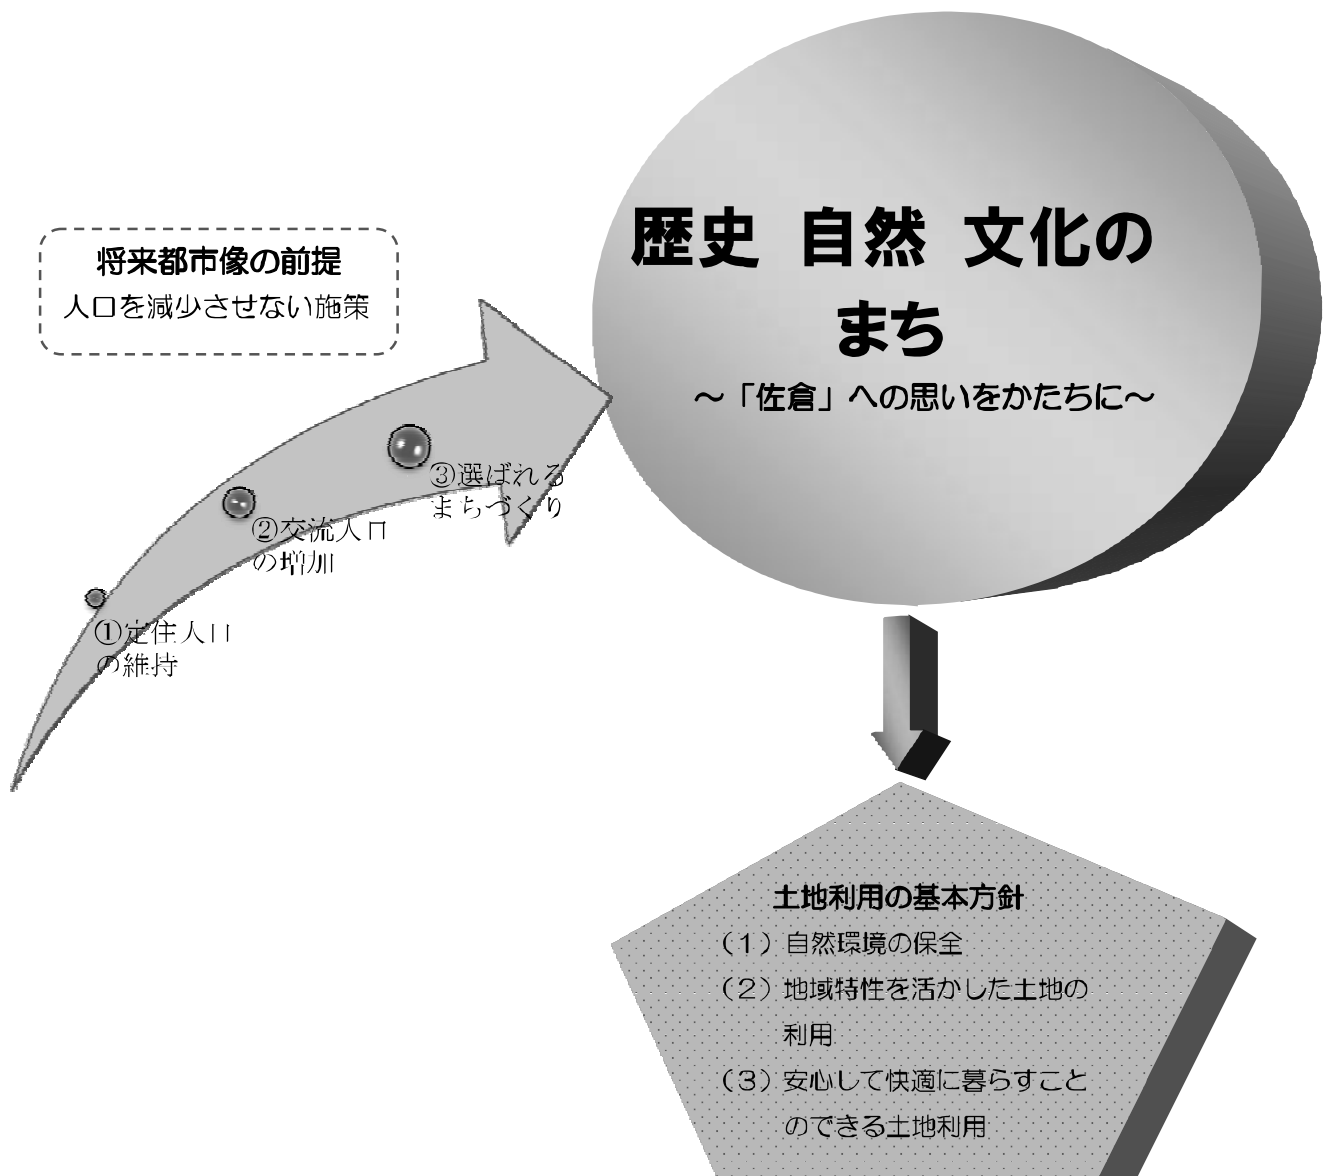 歴史 自然 文化の
まち
～「佐倉」への思いをかたちに～
将来都市像の前提
人口を減少させない施策
③選ばれる
まちづくり
②交流人口
の増加
①定住人口
の維持
土地利用の基本方針
（１）自然環境の保全
（２）地域特性を活かした土地の
利用
（３）安心して快適に暮らすこと
のできる土地利用